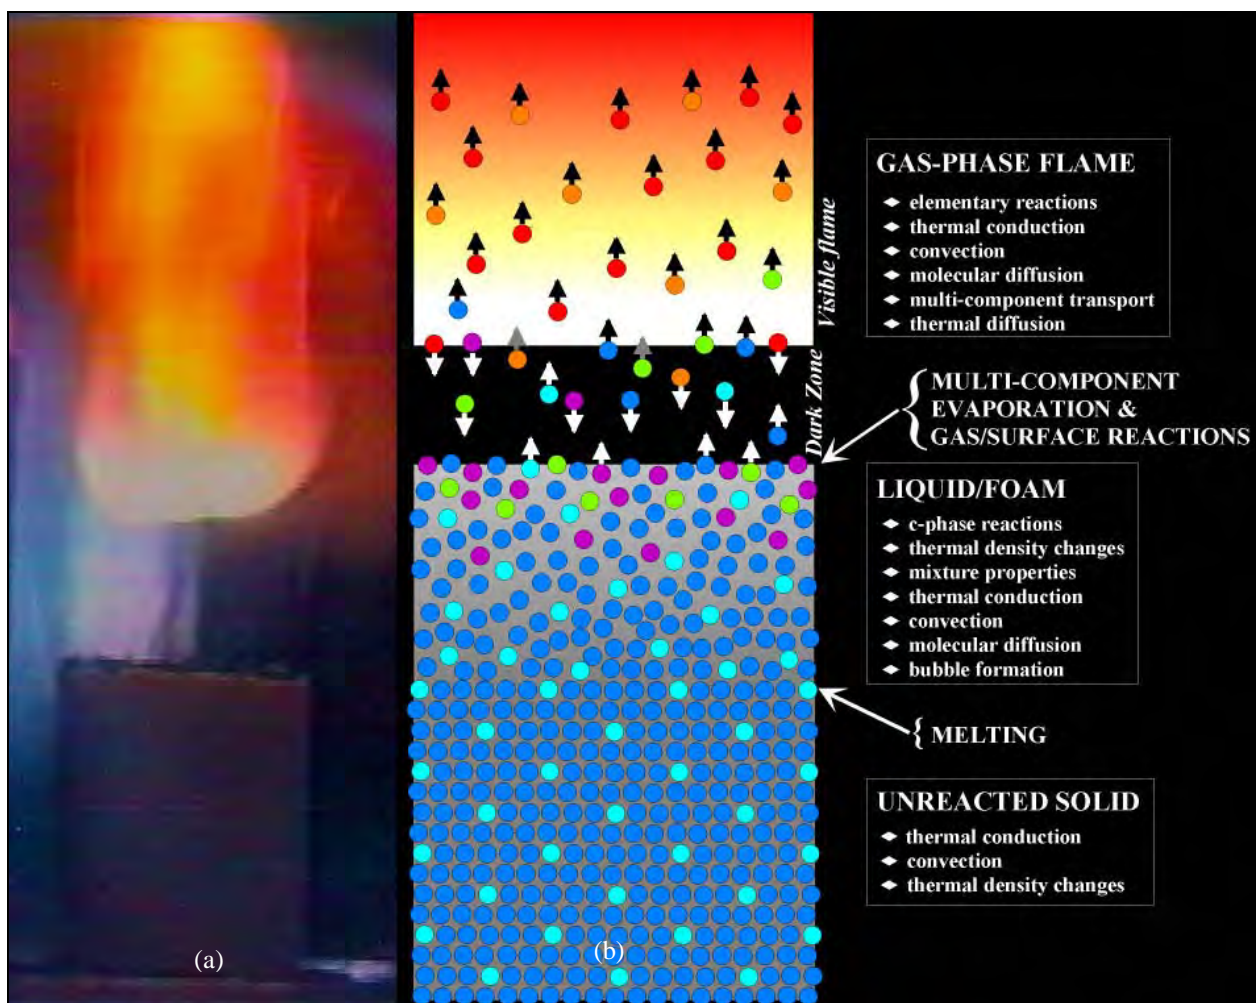 GAS-PHASE FLAME
◆ elementary reactions
◆ thermal conduction
◆ convection
◆ molecular diffusion
◆ multi-component transport
◆ thermal diffusion
Visible flame
Dark Zone
MULTI-COMPONENT
EVAPORATION &
GAS/SURFACE REACTIONS
LIQUID/FOAM
◆ c-phase reactions
◆ thermal density changes
◆ mixture properties
◆ thermal conduction
◆ convection
◆ molecular diffusion
◆ bubble formation
MELTING
UNREACTED SOLID
◆ thermal conduction
◆ convection
◆ thermal density changes
(a)
(b)